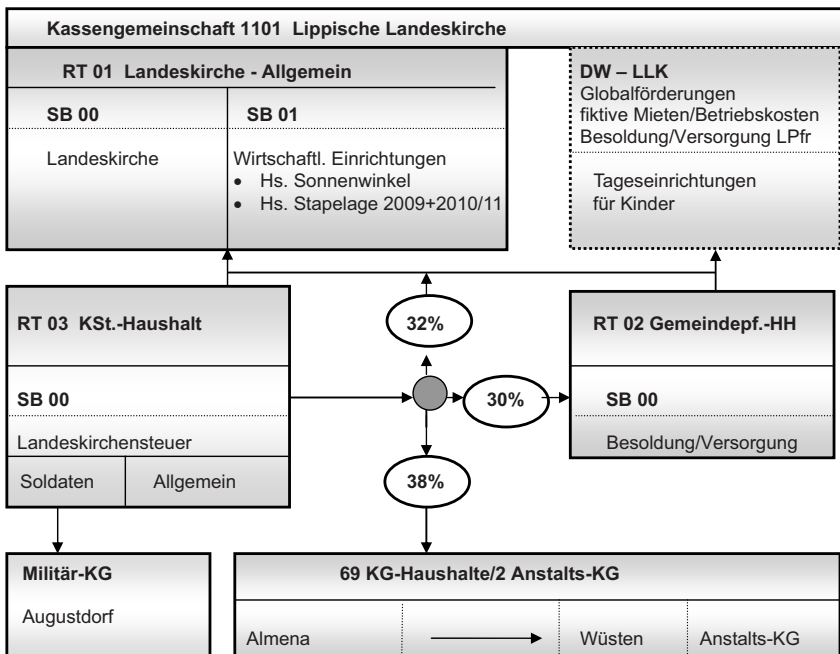 Kassengemeinschaft 1101 Lippische Landeskirche
RT 01 Landeskirche - Allgemein
SB 00
Landeskirche
SB 01
Wirtschaftl. Einrichtungen
• Hs. Sonnenwinkel
• Hs. Stapelage 2009+2010/11
DW – LLK
Globalförderungen
fiktive Mieten/Betriebskosten
Besoldung/Versorgung LPfr
Tageseinrichtungen
für Kinder
RT 03 KSt.-Haushalt
SB 00
Landeskirchensteuer
Soldaten
Allgemein
32%
30%
38%
RT 02 Gemeindepf.-HH
SB 00
Besoldung/Versorgung
Militär-KG
Augustdorf
69 KG-Haushalte/2 Anstalts-KG
Almena
Wüsten
Anstalts-KG